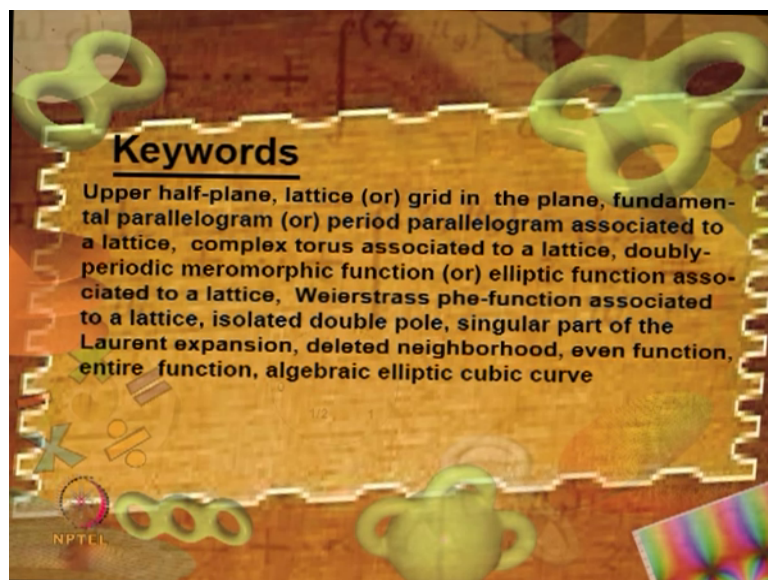 Keywords
Upper half-plane, lattice (or) grid in the plane, fundamen-
tal parallelogram (or) period parallelogram associated to
a lattice, complex torus associated to a lattice, doubly-
periodic meromorphic function (or) elliptic function asso-
ciated to a lattice, Weierstrass phe-function associated
to a lattice, isolated double pole, singular part of the
Laurent expansion, deleted neighborhood, even function,
entire function, algebraic elliptic cubic curve
1/2 1
NPTEL